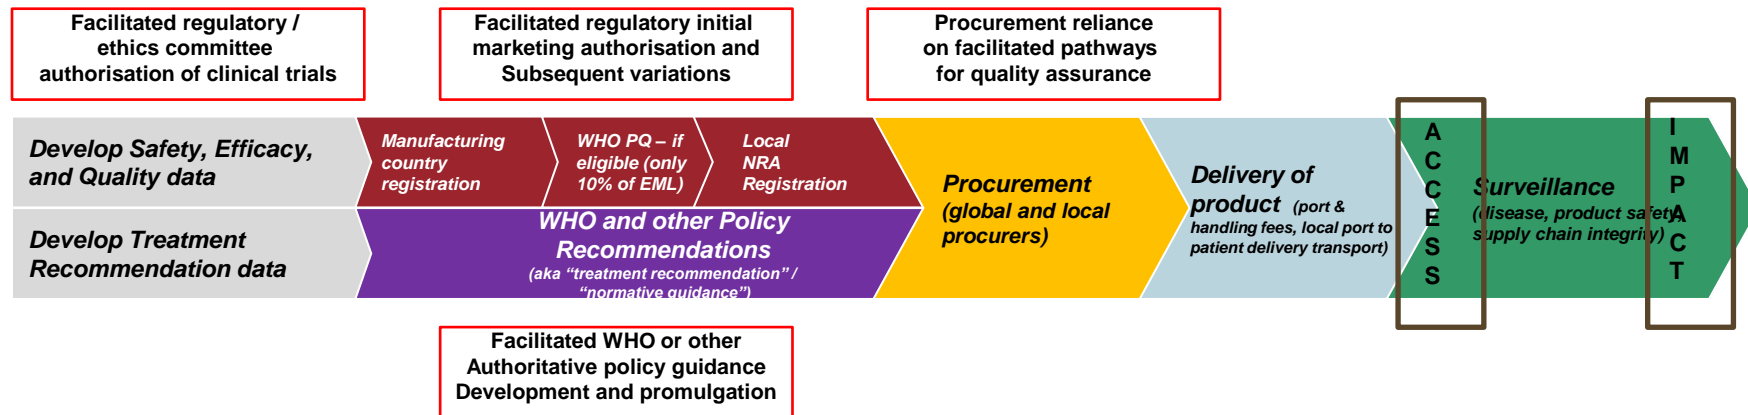 Facilitated regulatory /
ethics committee
authorisation of clinical trials
Facilitated regulatory initial
marketing authorisation and
Subsequent variations
Procurement reliance
on facilitated pathways
for quality assurance
Develop Safety, Efficacy,
and Quality data
Manufacturing
country
registration
WHO PQ – if
eligible (only
10% of EML)
Local
NRA
Registration
Develop Treatment
Recommendation data
WHO and other Policy
Recommendations
(aka “treatment recommendation” /
“normative guidance”)
Procurement
(global and local
procurers)
Delivery of
product (port &
handling fees, local port to
patient delivery transport)
A
C
C
E
S
S
Surveillance
(disease, product safety,
supply chain integrity)
I
M
P
A
C
T
Facilitated WHO or other
Authoritative policy guidance
Development and promulgation